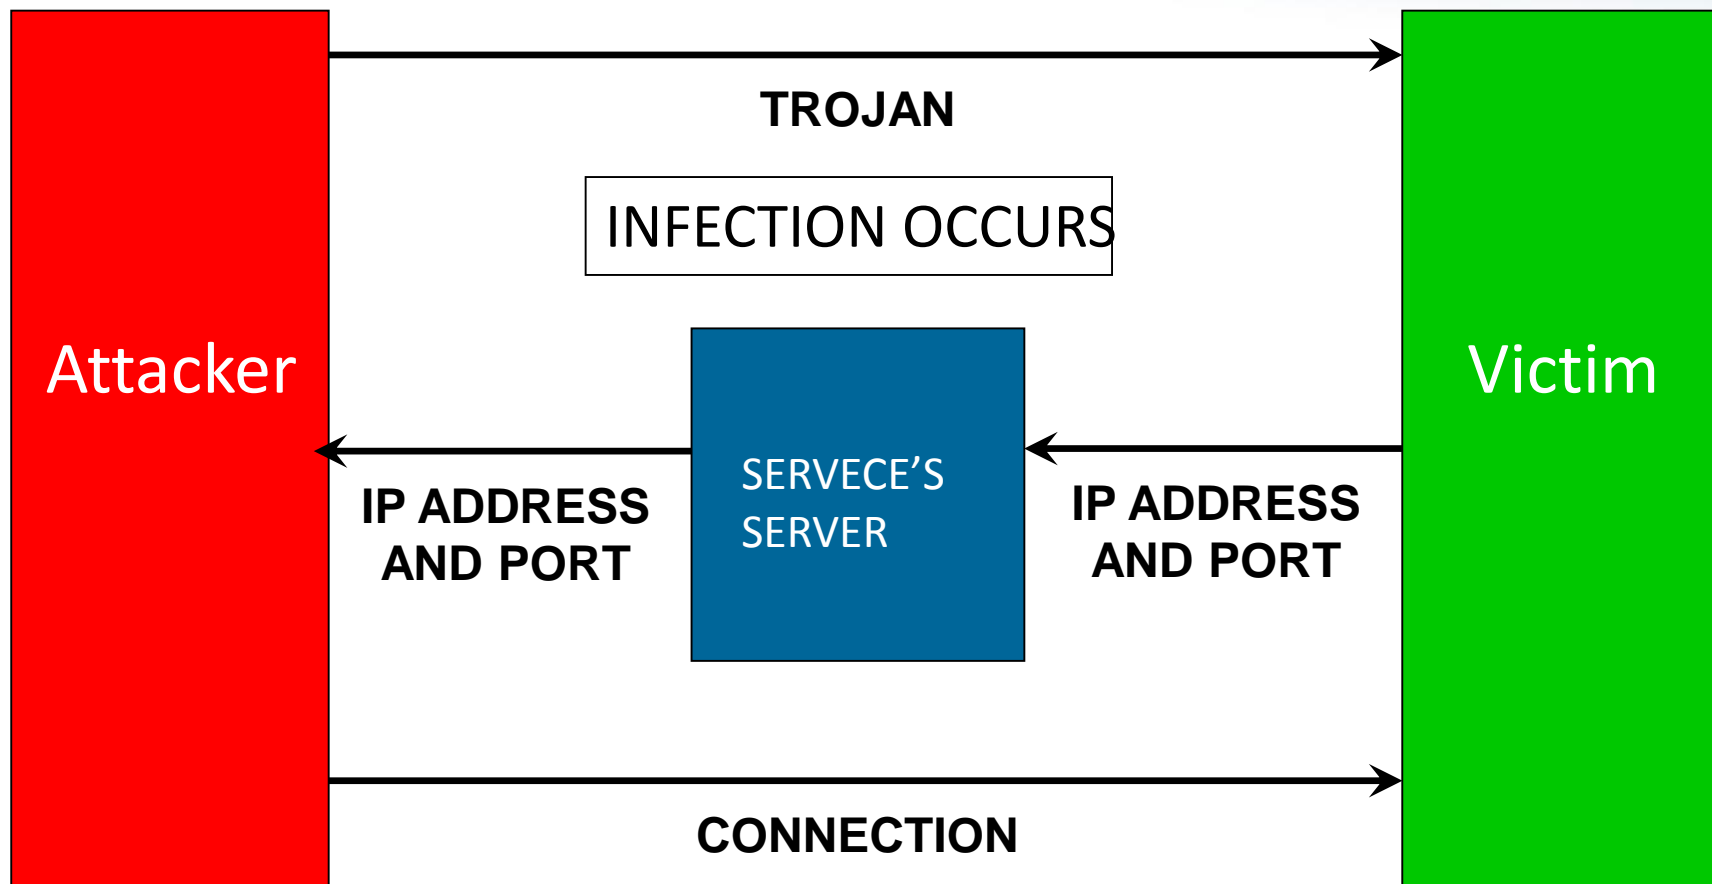 TROJAN
INFECTION OCCURS
Attacker
Victim
SERVECE’S
SERVER
IP ADDRESS
AND PORT
IP ADDRESS
AND PORT
CONNECTION